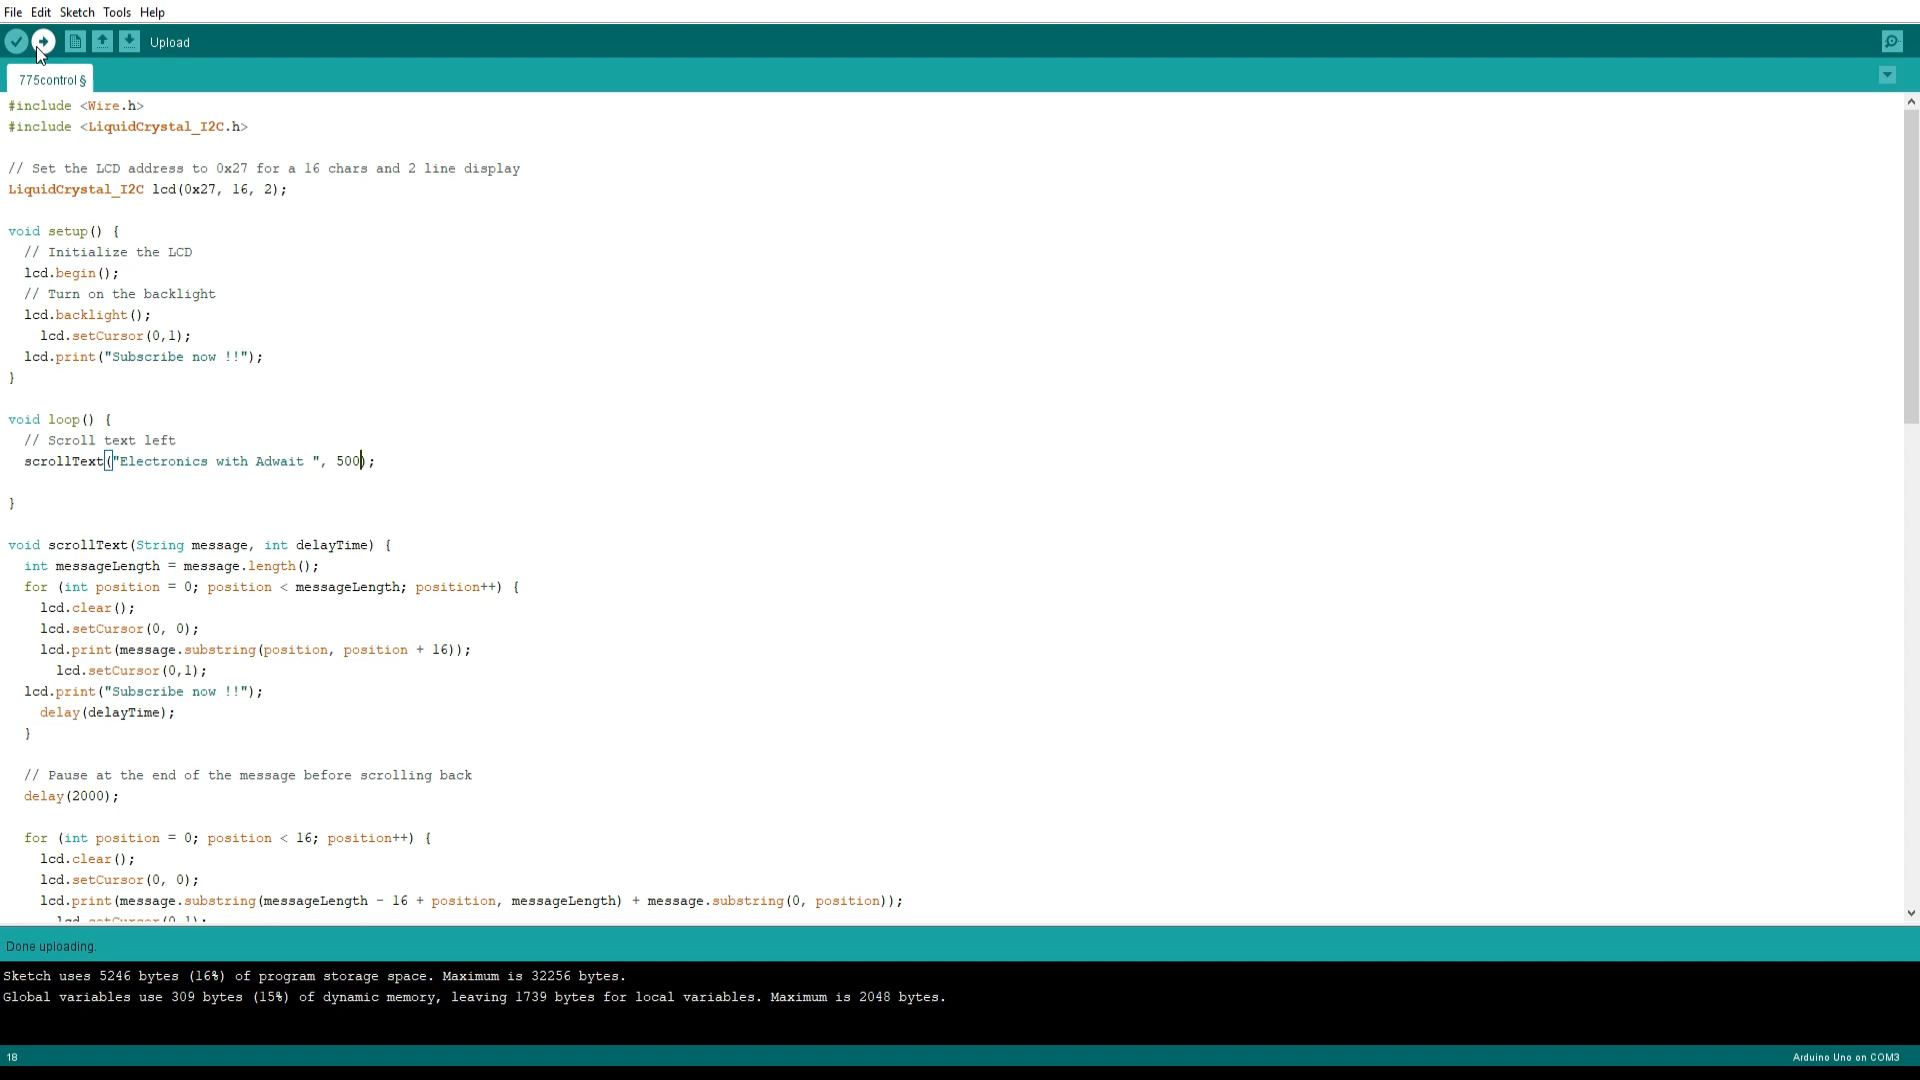 File Edit Sketch Tools Help
Upload
775control §
#include <Wire.h>
#include <LiquidCrystal_I2C.h>
// Set the LCD address to 0x27 for a 16 chars and 2 line display
LiquidCrystal_I2C lcd(0x27, 16, 2);
void setup() {
// Initialize the LCD
lcd.begin();
// Turn on the backlight
lcd.backlight();
lcd.setCursor(0,1);
lcd.print("Subscribe now !!");
}
void loop() {
// Scroll text left
scrollText("Electronics with Adwait ", 500);
}
void scrollText(String message, int delayTime) {
int messageLength = message.length();
for (int position = 0; position < messageLength; position++) {
lcd.clear();
lcd.setCursor(0, 0);
lcd.print(message.substring(position, position + 16));
lcd.setCursor(0,1);
lcd.print("Subscribe now !!");
delay(delayTime);
}
// Pause at the end of the message before scrolling back
delay(2000);
for (int position = 0; position < 16; position++) {
lcd.clear();
lcd.setCursor(0, 0);
lcd.print(message.substring(messageLength - 16 + position, messageLength) + message.substring(0, position));
lcd.setCursor(0,1);
Done uploading.
Sketch uses 5246 bytes (16%) of program storage space. Maximum is 32256 bytes.
Global variables use 309 bytes (15%) of dynamic memory, leaving 1739 bytes for local variables. Maximum is 2048 bytes.
18 Arduino Uno on COM3